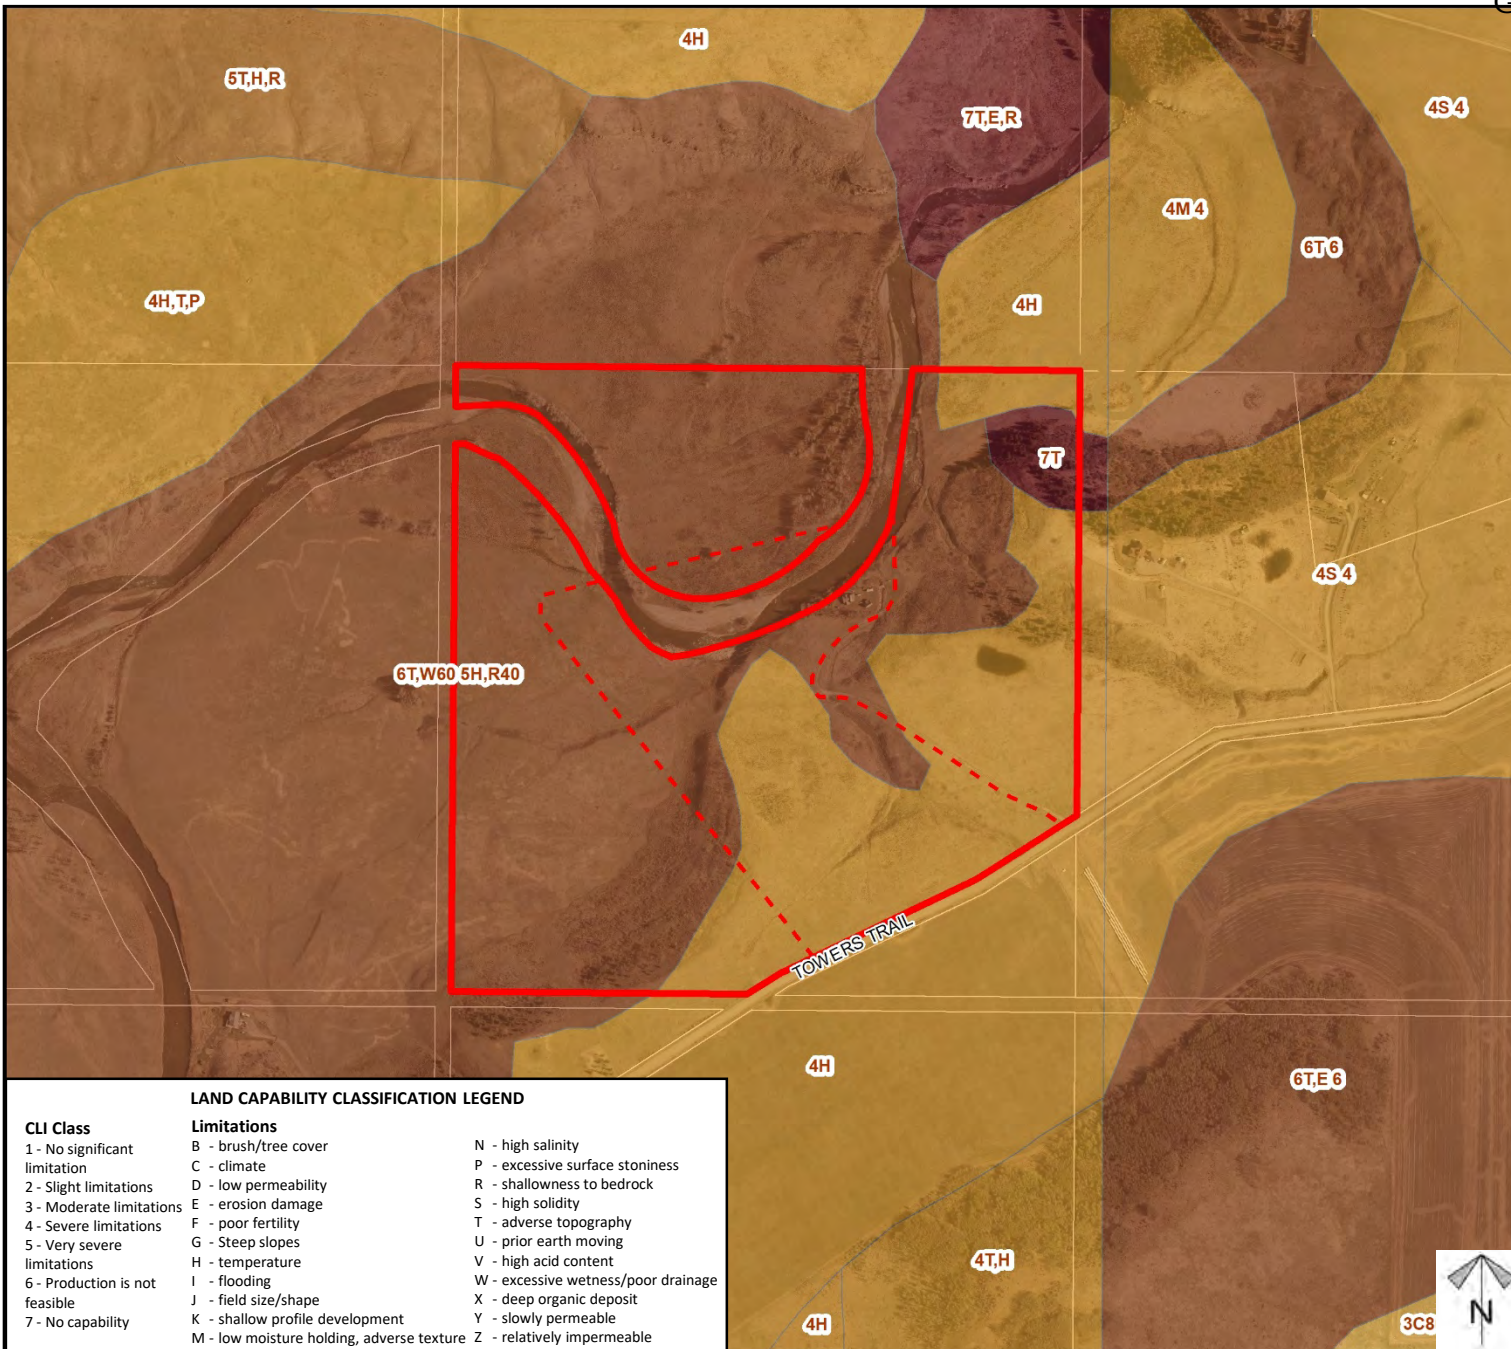 4H
5T,H,R
4S 4
7T,E,R
4M 4
6T 6
4H,T,P
4H
7T
4S 4
6T,W60 5H,R40
TOWERS TRAIL
4H
6T,E 6
4T,H
4H
3C8
N
LAND CAPABILITY CLASSIFICATION LEGEND
CLI Class
1 - No significant
limitation
2 - Slight limitations
3 - Moderate limitations
4 - Severe limitations
5 - Very severe
limitations
6 - Production is not
feasible
7 - No capability
Limitations
B - brush/tree cover
C - climate
D - low permeability
E - erosion damage
F - poor fertility
G - Steep slopes
H - temperature
I - flooding
J - field size/shape
K - shallow profile development
M - low moisture holding, adverse texture
N - high salinity
P - excessive surface stoniness
R - shallowness to bedrock
S - high solidity
T - adverse topography
U - prior earth moving
V - high acid content
W - excessive wetness/poor drainage
X - deep organic deposit
Y - slowly permeable
Z - relatively impermeable